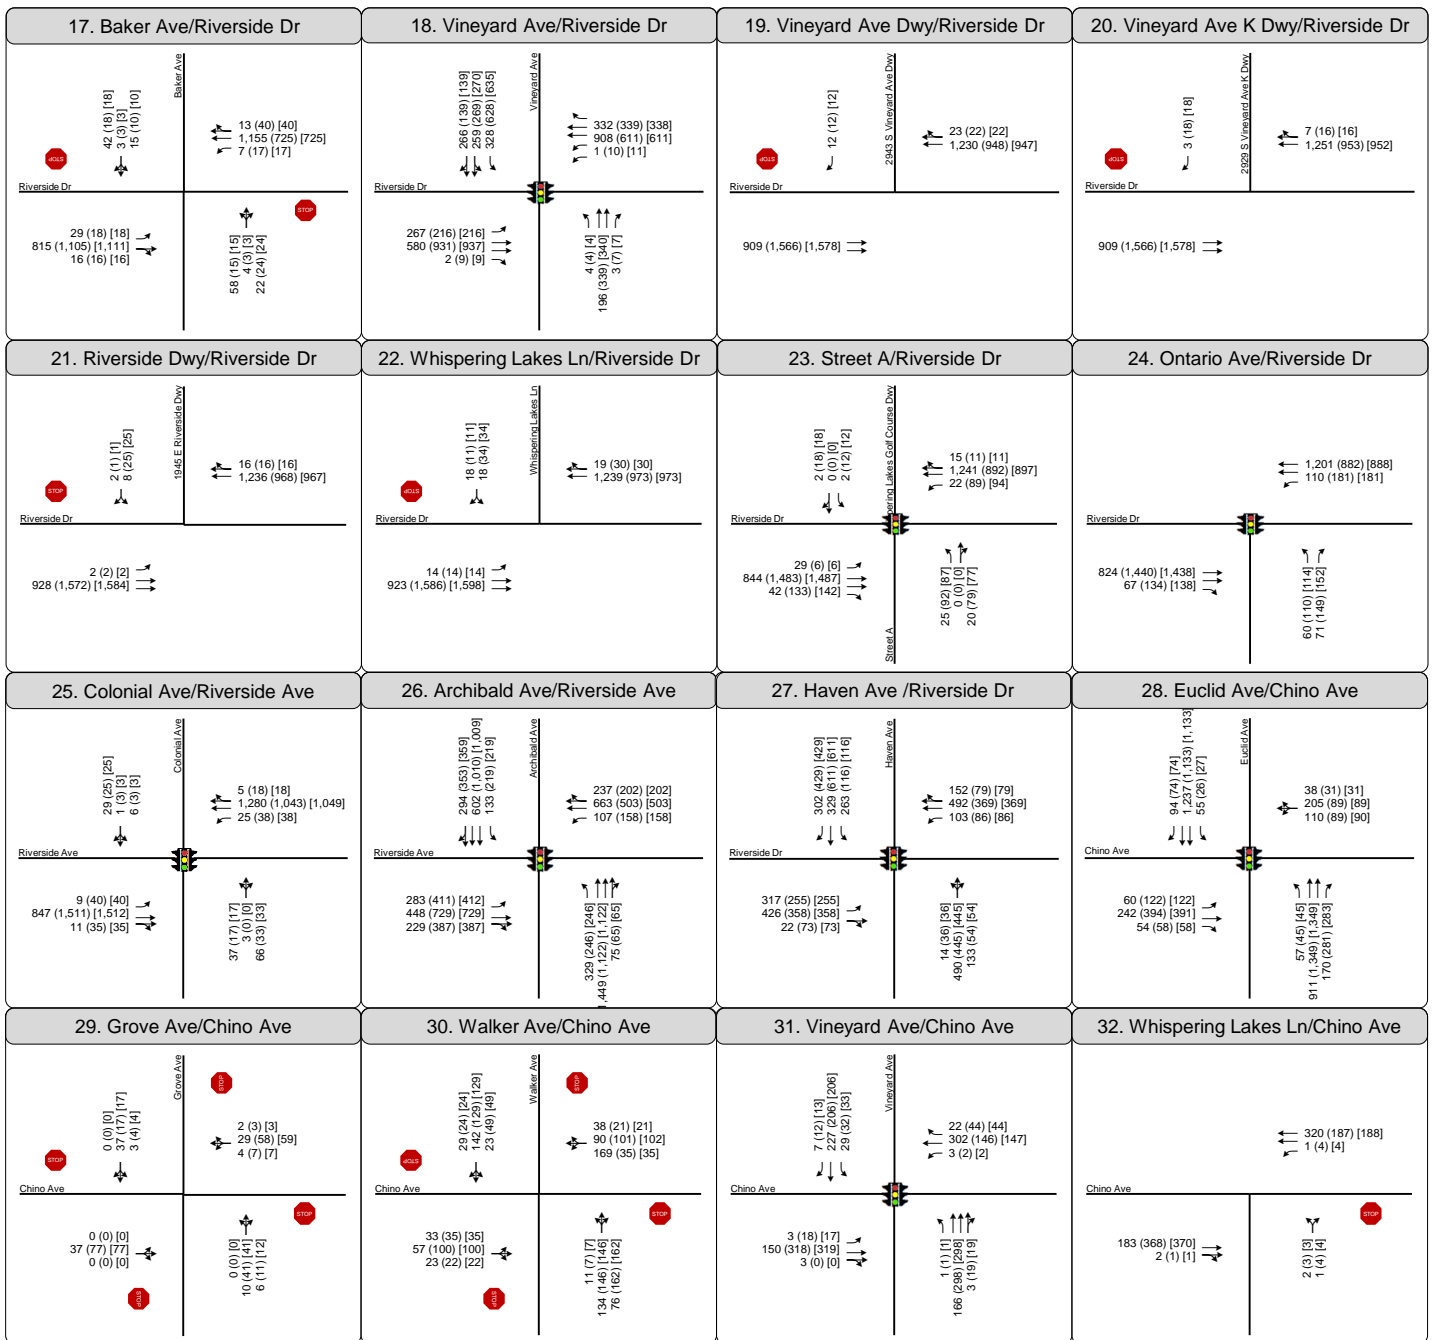 17. Baker Ave/Riverside Dr
Baker Ave
42 (18) [18]
3 (3) [3]
15 (10) [10]
13 (40) [40]
1,155 (725) [725]
7 (17) [17]
STOP
Riverside Dr
STOP
29 (18) [18]
815 (1,105) [1,111]
16 (16) [16]
58 (15) [15]
4 (3) [3]
22 (24) [24]
18. Vineyard Ave/Riverside Dr
Vineyard Ave
266 (139) [139]
259 (269) [270]
328 (628) [635]
332 (339) [338]
908 (611) [611]
1 (10) [11]
Riverside Dr
267 (216) [216]
580 (931) [937]
2 (9) [9]
4 (4) [4]
196 (339) [340]
3 (7) [7]
19. Vineyard Ave Dwy/Riverside Dr
2943 S Vineyard Ave Dwy
12 (12) [12]
23 (22) [22]
1,230 (948) [947]
STOP
Riverside Dr
909 (1,566) [1,578]
20. Vineyard Ave K Dwy/Riverside Dr
2929 S Vineyard Ave K Dwy
3 (18) [18]
7 (16) [16]
1,251 (953) [952]
STOP
Riverside Dr
909 (1,566) [1,578]
21. Riverside Dwy/Riverside Dr
1945 E Riverside Dwy
2 (1) [1]
8 (25) [25]
16 (16) [16]
1,236 (968) [967]
STOP
Riverside Dr
2 (2) [2]
928 (1,572) [1,584]
22. Whispering Lakes Ln/Riverside Dr
Whispering Lakes Ln
18 (11) [11]
18 (34) [34]
19 (30) [30]
1,239 (973) [973]
STOP
Riverside Dr
14 (14) [14]
923 (1,586) [1,598]
23. Street A/Riverside Dr
pering Lakes Golf Course Dwy
2 (18) [18]
0 (0) [0]
2 (12) [12]
15 (11) [11]
1,241 (892) [897]
22 (89) [94]
Riverside Dr
29 (6) [6]
844 (1,483) [1,487]
42 (133) [142]
25 (92) [87]
0 (0) [0]
20 (79) [77]
Street A
24. Ontario Ave/Riverside Dr
1,201 (882) [888]
110 (181) [181]
Riverside Dr
824 (1,440) [1,438]
67 (134) [138]
60 (110) [114]
71 (149) [152]
25. Colonial Ave/Riverside Ave
Colonial Ave
29 (25) [25]
1 (3) [3]
6 (3) [3]
5 (18) [18]
1,280 (1,043) [1,049]
25 (38) [38]
Riverside Ave
9 (40) [40]
847 (1,511) [1,512]
11 (35) [35]
37 (17) [17]
3 (0) [0]
66 (33) [33]
26. Archibald Ave/Riverside Ave
Archibald Ave
294 (353) [359]
602 (1,010) [1,009]
133 (219) [219]
237 (202) [202]
663 (503) [503]
107 (158) [158]
Riverside Ave
283 (411) [412]
448 (729) [729]
229 (387) [387]
329 (246) [246]
,449 (1,122) [1,122]
75 (65) [65]
27. Haven Ave /Riverside Dr
Haven Ave
302 (429) [429]
329 (611) [611]
263 (116) [116]
152 (79) [79]
492 (369) [369]
103 (86) [86]
Riverside Dr
317 (255) [255]
426 (358) [358]
22 (73) [73]
14 (36) [36]
490 (445) [445]
133 (54) [54]
28. Euclid Ave/Chino Ave
Euclid Ave
94 (74) [74]
1,237 (1,133) [1,133]
55 (26) [27]
38 (31) [31]
205 (89) [89]
110 (89) [90]
Chino Ave
60 (122) [122]
242 (394) [391]
54 (58) [58]
57 (45) [45]
911 (1,349) [1,349]
170 (281) [283]
29. Grove Ave/Chino Ave
Grove Ave
0 (0) [0]
37 (17) [17]
3 (4) [4]
STOP
2 (3) [3]
29 (58) [59]
4 (7) [7]
STOP
Chino Ave
STOP
0 (0) [0]
37 (77) [77]
0 (0) [0]
0 (0) [0]
10 (41) [41]
6 (11) [12]
STOP
30. Walker Ave/Chino Ave
Walker Ave
29 (24) [24]
142 (129) [129]
23 (49) [49]
STOP
38 (21) [21]
90 (101) [102]
169 (35) [35]
STOP
Chino Ave
STOP
33 (35) [35]
57 (100) [100]
23 (22) [22]
11 (7) [7]
134 (146) [146]
76 (162) [162]
STOP
31. Vineyard Ave/Chino Ave
Vineyard Ave
7 (12) [13]
227 (206) [206]
29 (32) [33]
22 (44) [44]
302 (146) [147]
3 (2) [2]
Chino Ave
3 (18) [17]
150 (318) [319]
3 (0) [0]
1 (1) [1]
166 (298) [298]
3 (19) [19]
32. Whispering Lakes Ln/Chino Ave
320 (187) [188]
1 (4) [4]
Chino Ave
STOP
183 (368) [370]
2 (1) [1]
2 (3) [3]
1 (4) [4]